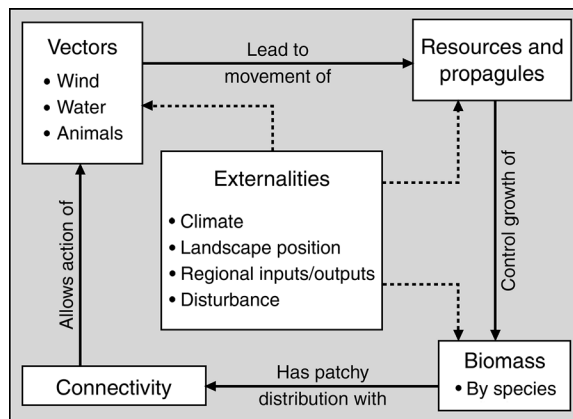 Vectors
• Wind
• Water
• Animals
Lead to
movement of
Resources and
propagules
Externalities
• Climate
• Landscape position
• Regional inputs/outputs
• Disturbance
Allows action of
Control growth of
Connectivity
Has patchy
distribution with
Biomass
• By species